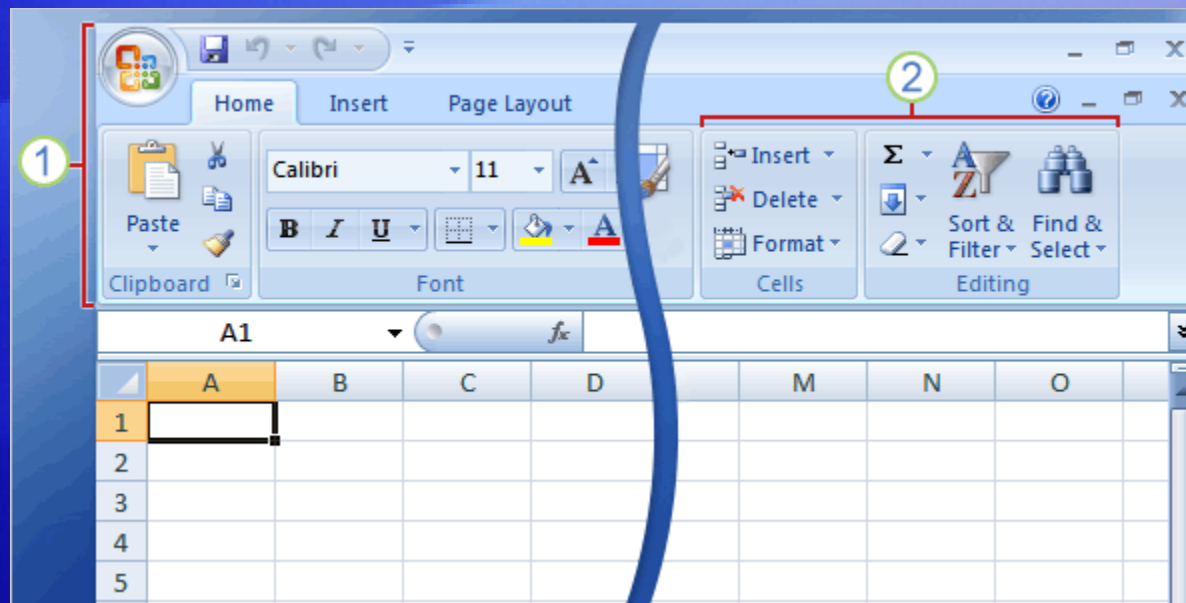 Home Insert Page Layout
2
1
Calibri 11 A
Insert Σ
Delete
Paste
B I U A
Sort & Find &
Format Filter Select
Clipboard Font Cells Editing
A1 fx
A B C D M N O
1
2
3
4
5